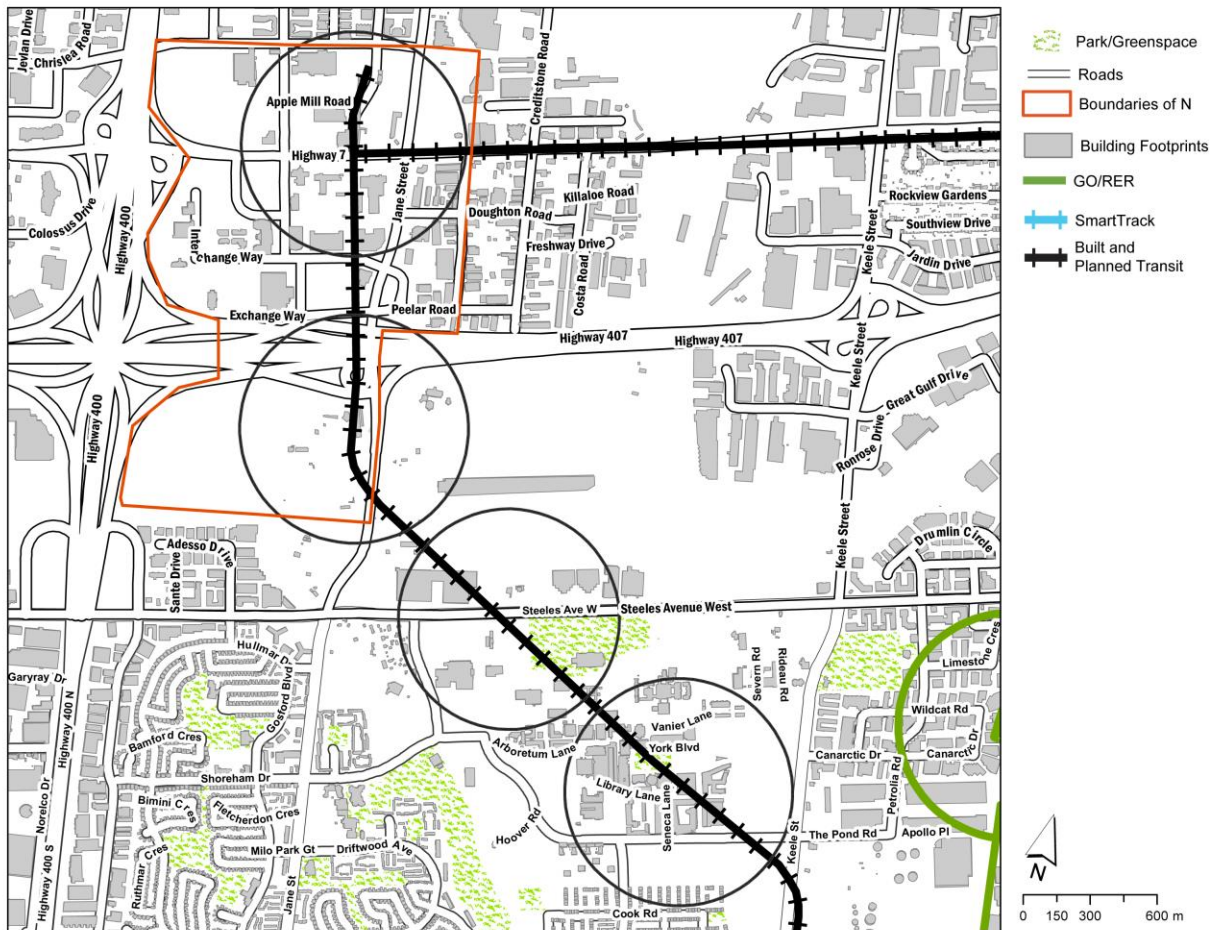 Jevlan Drive
Chrislea Road
Apple Mill Road
Creditstone Road
Highway 7
Jane Street
Killaloe Road
Doughton Road
Freshway Drive
Costa Road
Colossus Drive
Highway 400
Inter
change Way
Exchange Way
Peelar Road
Highway 407
Highway 407
Keele Street
Rockview Gardens
Southview Drive
Jardin Drive
Keele Street
Great Gulf Drive
Ronrose Drive
Highway 400
Keele Street
Drumlin Circle
Adesso Drive
Sante Drive
Steeles Ave W
Steeles Avenue West
Hullmar D
Gosford Blvd
Garyray Dr
Highway 400 N
Bamford Cres
Shoreham Dr
Bimini Cres
Fletcherdon Cres
Norelco Dr
Highway 400 S
Ruthmar Cres
Milo Park Gt
Driftwood Ave
Jane St
Arboretum Lane
Hoover Rd
Vanier Lane
York Blvd
Library Lane
Seneca Lane
Severn Rd
Rideau Rd
Limesto
ne Cres
Wildcat Rd
Canarctic Dr
Canarctic Dr
Petrolia Rd
The Pond Rd
Apollo Pl
Keele St
Cook Rd
Park/Greenspace
Roads
Boundaries of N
Building Footprints
GO/RER
SmartTrack
Built and
Planned Transit
N
0 150 300 600 m